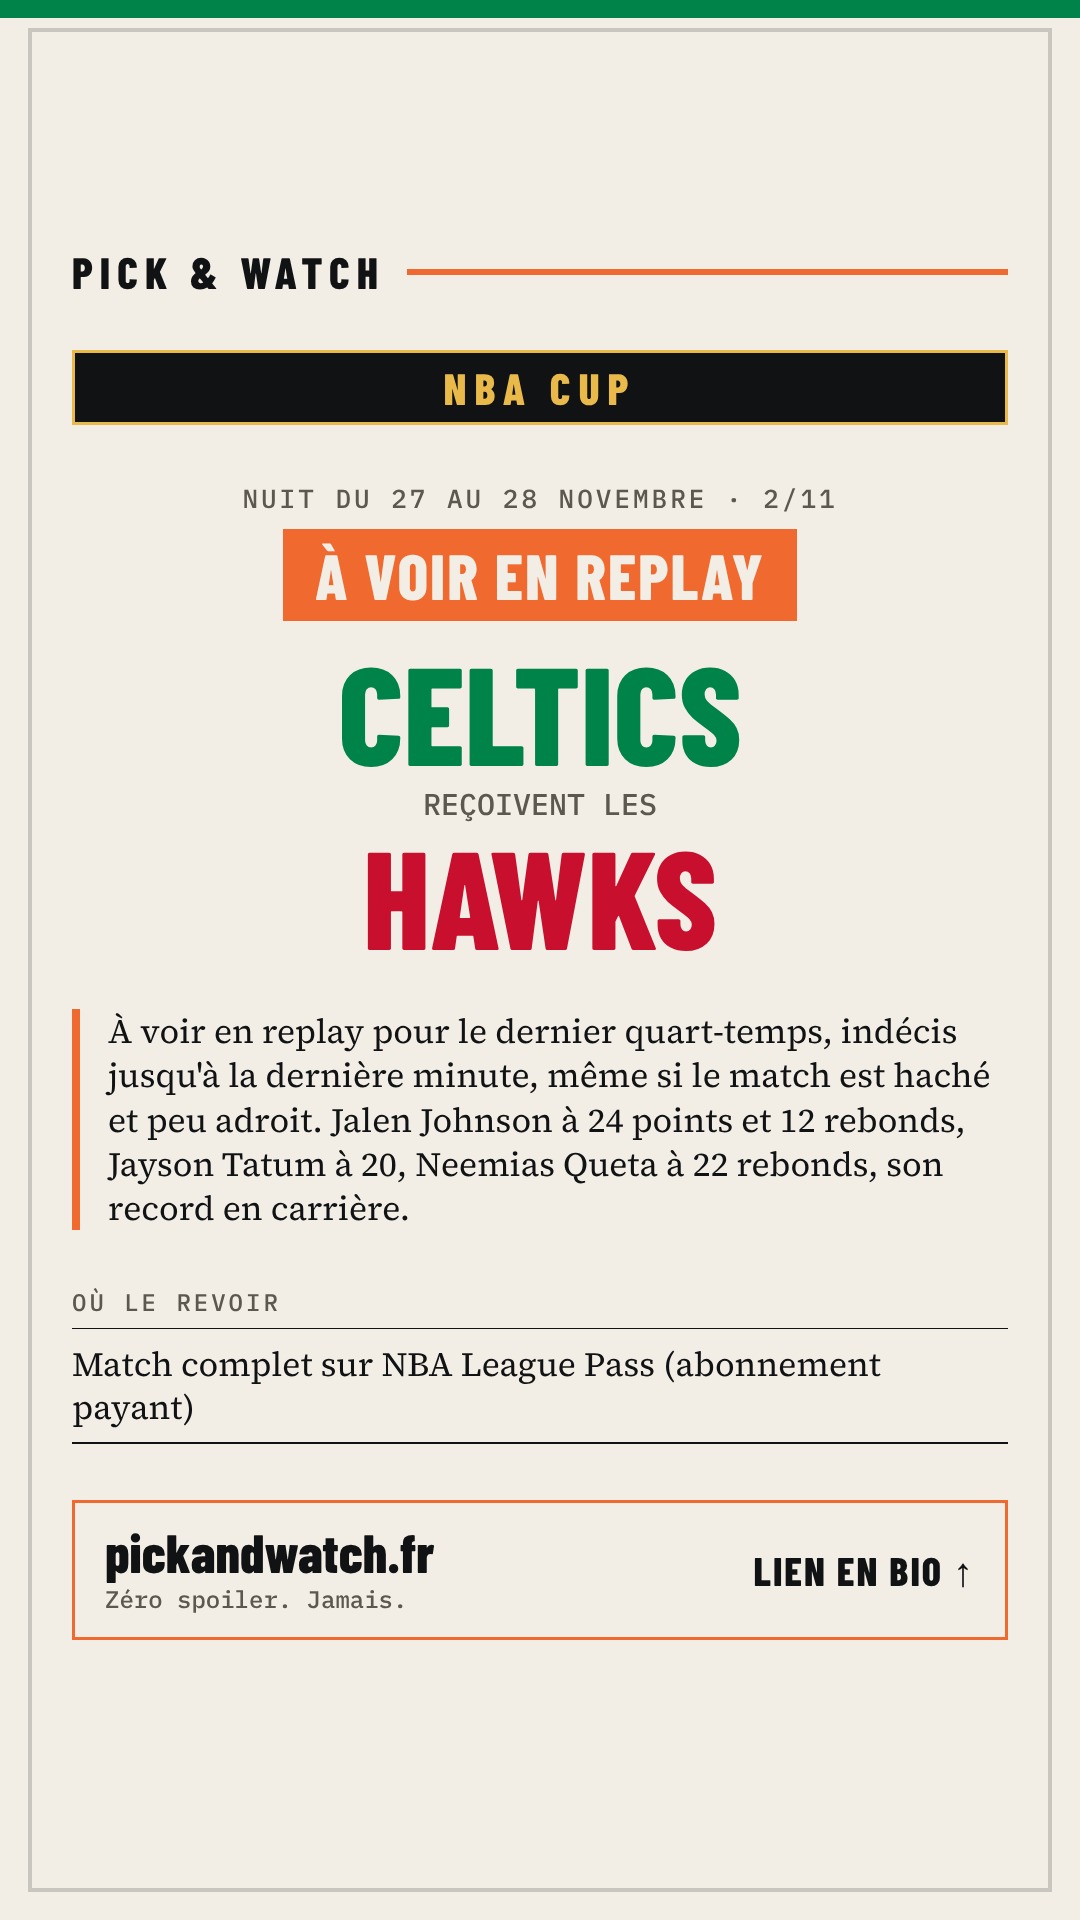 PICK & WATCH
NBA CUP
NUIT DU 27 AU 28 NOVEMBRE · 2/11
À VOIR EN REPLAY
CELTICS
REÇOIVENT LES
HAWKS
À voir en replay pour le dernier quart-temps, indécis
jusqu'à la dernière minute, même si le match est haché
et peu adroit. Jalen Johnson à 24 points et 12 rebonds,
Jayson Tatum à 20, Neemias Queta à 22 rebonds, son
record en carrière.
OÙ LE REVOIR
Match complet sur NBA League Pass (abonnement
payant)
pickandwatch.fr
Zéro spoiler. Jamais.
LIEN EN BIO ↑